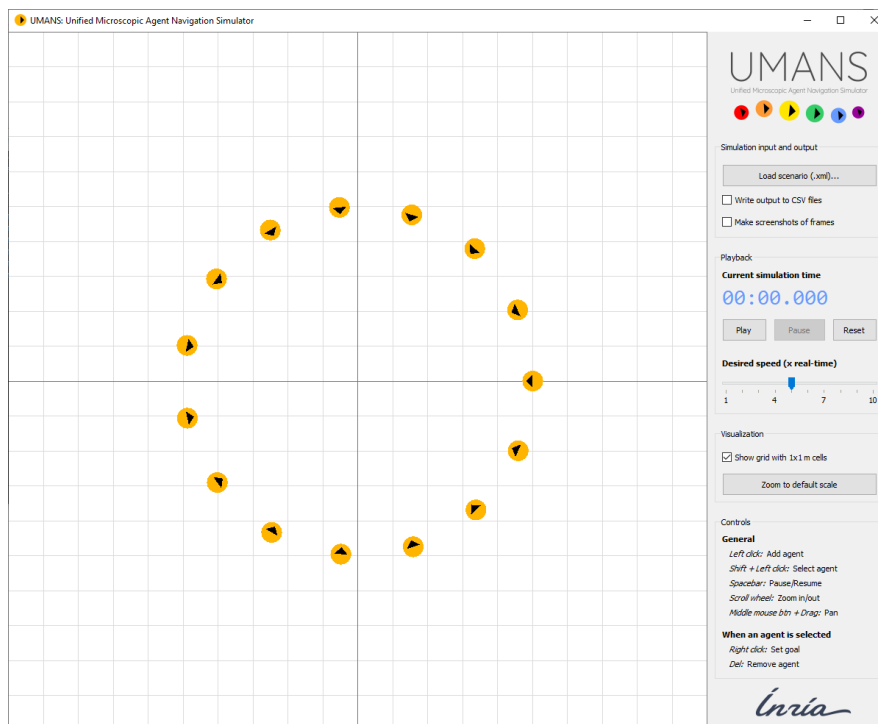 UMANS: Unified Microscopic Agent Navigation Simulator
UMANS
Unified Microscopic Agent Navigation Simulator
Simulation input and output
Load scenario (.xml)...
Write output to CSV files
Make screenshots of frames
Playback
Current simulation time
00:00.000
Play Pause Reset
Desired speed (x real-time)
1 4 7 10
Visualization
Show grid with 1x1 m cells
Zoom to default scale
Controls
General
Left click: Add agent
Shift + Left click: Select agent
Spacebar: Pause/Resume
Scroll wheel: Zoom in/out
Middle mouse btn + Drag: Pan
When an agent is selected
Right click: Set goal
Del: Remove agent
Inría